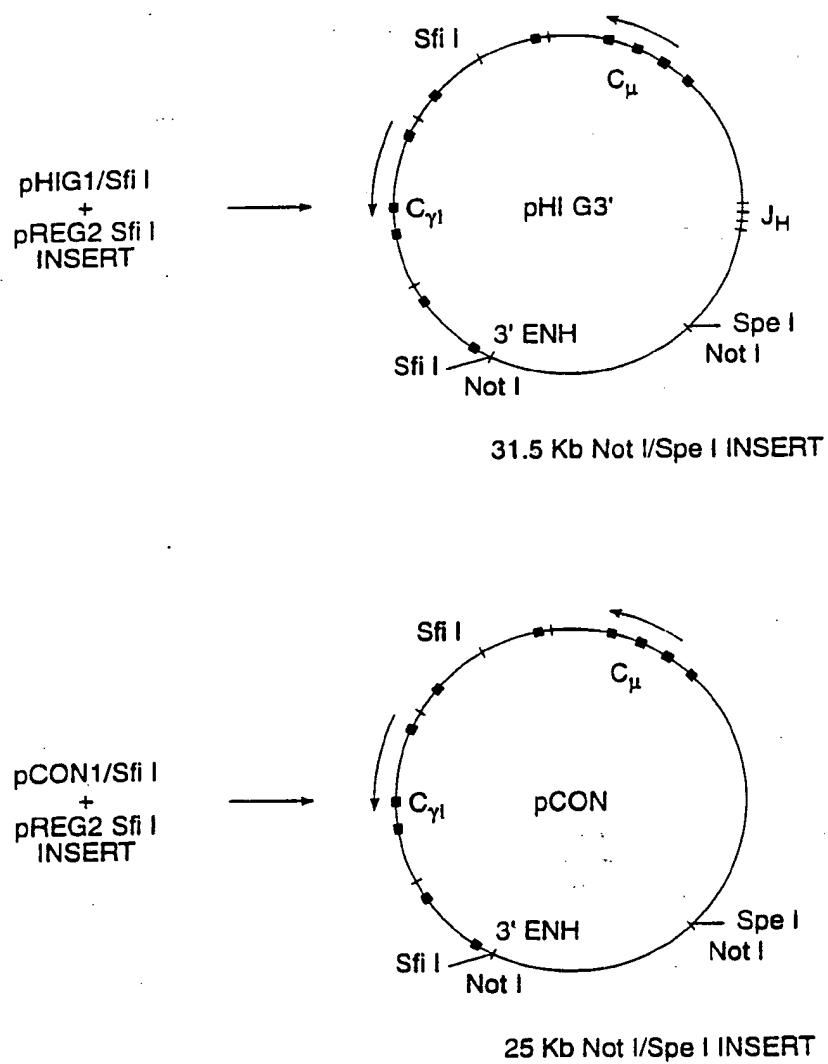 Sfi I
Cμ
pHIG1/Sfi I
+
pREG2 Sfi I
INSERT
CγI
pHI G3'
JH
3' ENH
Spe I
Sfi I
Not I
Not I
31.5 Kb Not I/Spe I INSERT
Sfi I
Cμ
pCON1/Sfi I
+
pREG2 Sfi I
INSERT
CγI
pCON
3' ENH
Spe I
Sfi I
Not I
Not I
25 Kb Not I/Spe I INSERT